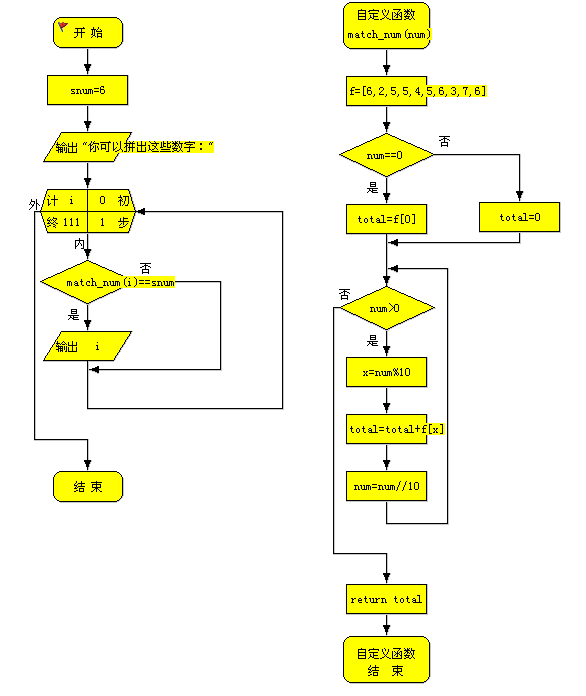 开 始
snum=6
输出 "你可以拼出这些数字："
外
计 i 0 初
终 111 1 步
内
否
match_num(i)==snum
是
输出 i
结 束
自定义函数
match_num(num)
f=[6,2,5,5,4,5,6,3,7,6]
否
num==0
是
total=f[0]
total=0
否
num>0
是
x=num%10
total=total+f[x]
num=num//10
return total
自定义函数
结 束